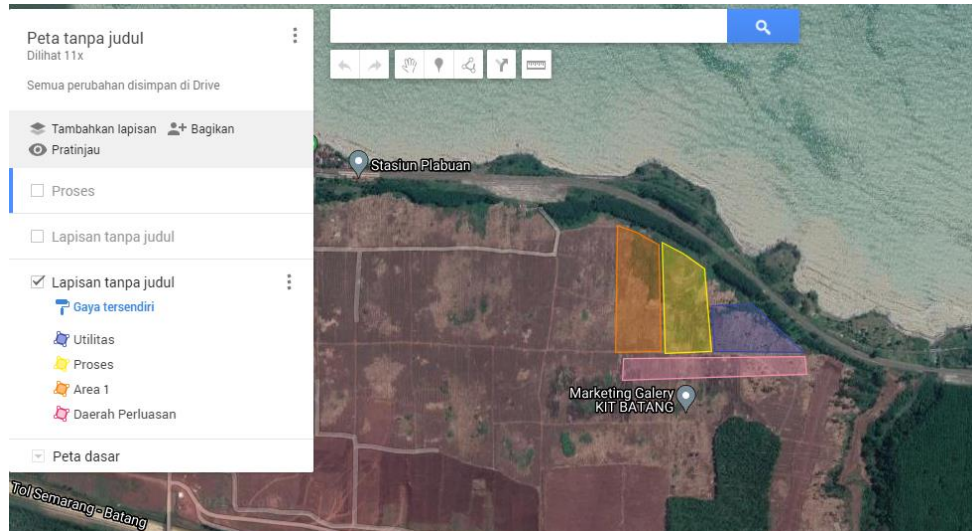 Peta tanpa judul
Dilihat 11x
Semua perubahan disimpan di Drive
Tambahkan lapisan
Bagikan
Pratinjau
Proses
Lapisan tanpa judul
Lapisan tanpa judul
Gaya tersendiri
Utilitas
Proses
Area 1
Daerah Perluasan
Peta dasar
Stasiun Plabuan
Marketing Galery
KIT BATANG
Tol Semarang - Batang